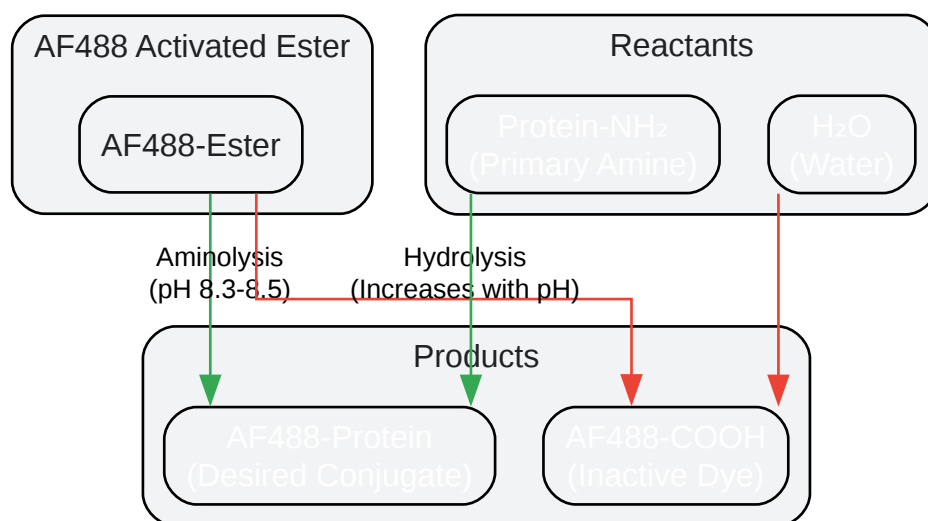 AF488 Activated Ester
Reactants
AF488-Ester
Protein-NH₂
(Primary Amine)
H₂O
(Water)
Aminolysis
(pH 8.3-8.5)
Hydrolysis
(Increases with pH)
Products
AF488-Protein
(Desired Conjugate)
AF488-COOH
(Inactive Dye)